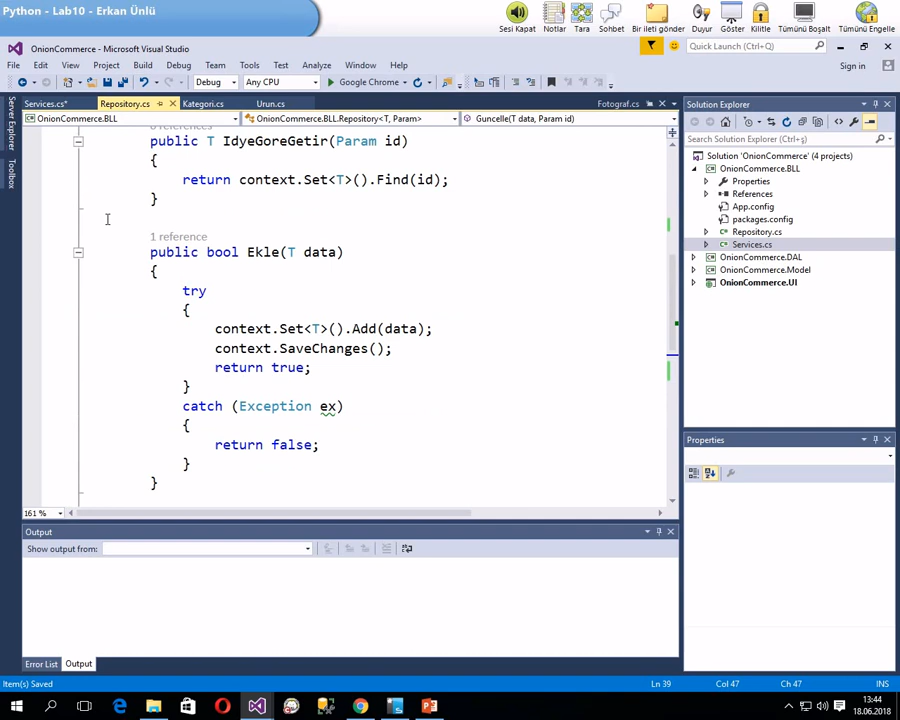 Python - Lab10 - Erkan Ünlü
Sesi Kapat
Notlar
Tara
Sohbet
Bir ileti gönder
Duyur
Göster
Kilitle
Tümünü Boşalt
Tümünü Engelle
OnionCommerce - Microsoft Visual Studio
Quick Launch (Ctrl+Q)
File Edit View Project Build Debug Team Tools Test Analyze Window Help
Sign in
Debug
Any CPU
Google Chrome
Server Explorer
Toolbox
Services.cs*
Repository.cs
Kategori.cs
Urun.cs
Fotograf.cs
OnionCommerce.BLL
OnionCommerce.BLL.Repository<T, Param>
Guncelle(T data, Param id)
0 references
public T IdyeGoreGetir(Param id)
{
return context.Set<T>().Find(id);
}
1 reference
public bool Ekle(T data)
{
try
{
context.Set<T>().Add(data);
context.SaveChanges();
return true;
}
catch (Exception ex)
{
return false;
}
}
161 %
Output
Show output from:
Error List
Output
Solution Explorer
Search Solution Explorer (Ctrl+ş)
Solution 'OnionCommerce' (4 projects)
OnionCommerce.BLL
Properties
References
App.config
packages.config
Repository.cs
Services.cs
OnionCommerce.DAL
OnionCommerce.Model
OnionCommerce.UI
Properties
Item(s) Saved
Ln 39
Col 47
Ch 47
INS
13:44
18.06.2018